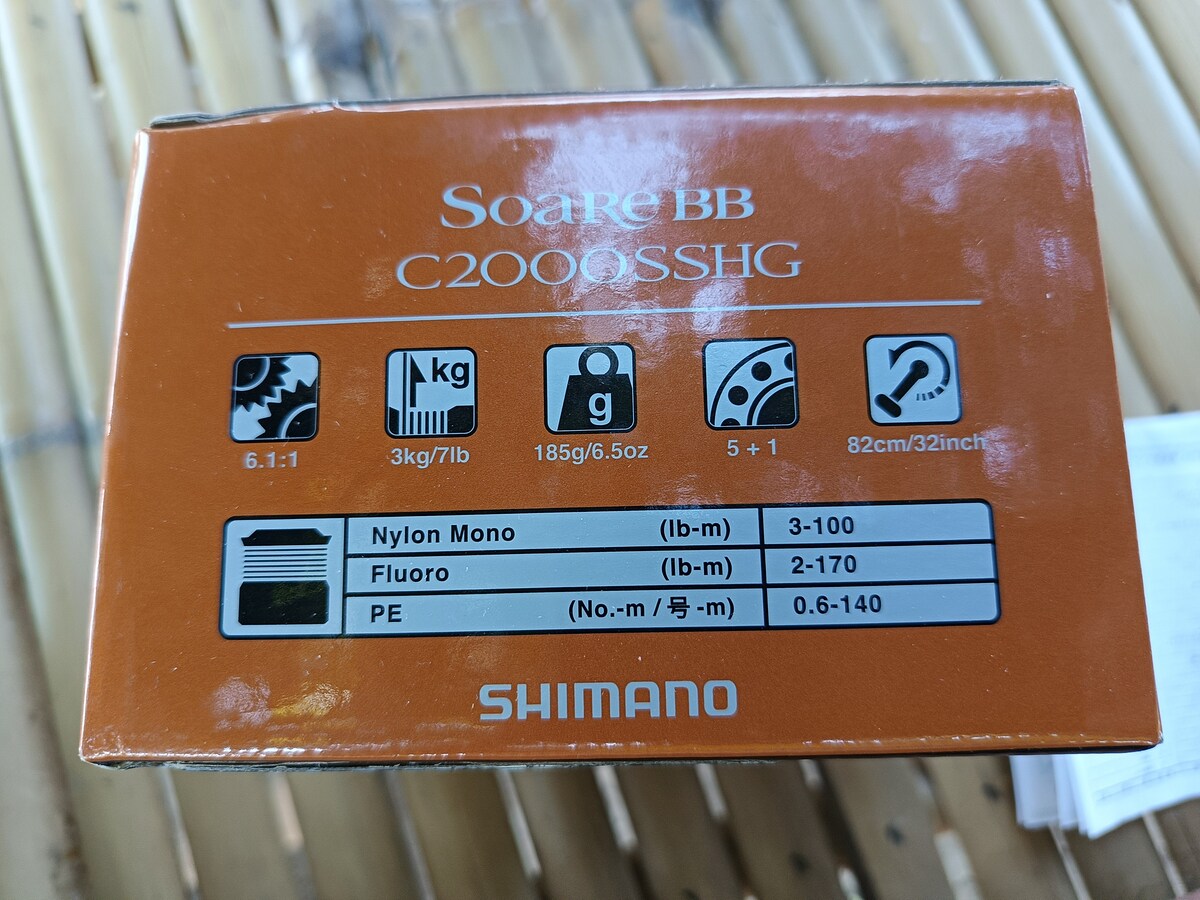 SoaRe BB
C2000SSHG
kg
g
6.1:1 3kg/7lb 185g/6.5oz 5 + 1 82cm/32inch
Nylon Mono (lb-m) 3-100
Fluoro (lb-m) 2-170
PE (No.-m / 号 -m) 0.6-140
SHIMANO